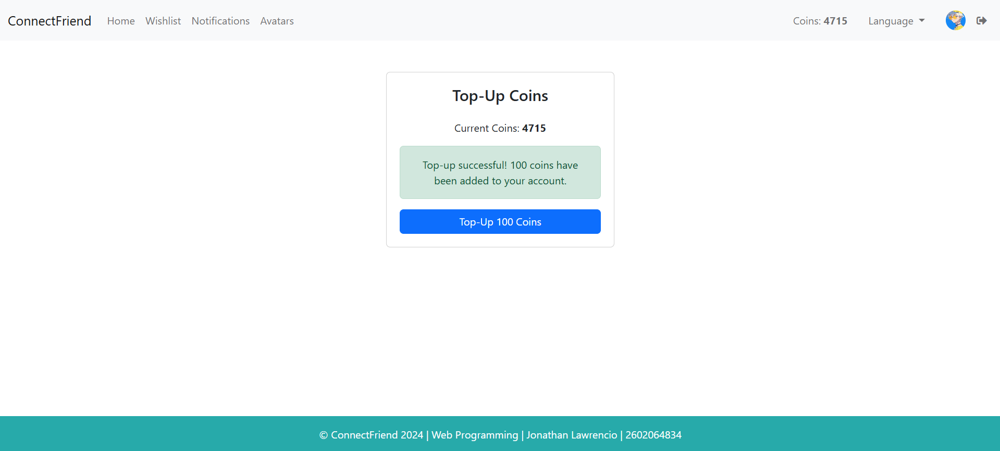 ConnectFriend Home Wishlist Notifications Avatars Coins: 4715 Language
Top-Up Coins
Current Coins: 4715
Top-up successful! 100 coins have
been added to your account.
Top-Up 100 Coins
© ConnectFriend 2024 | Web Programming | Jonathan Lawrencio | 2602064834